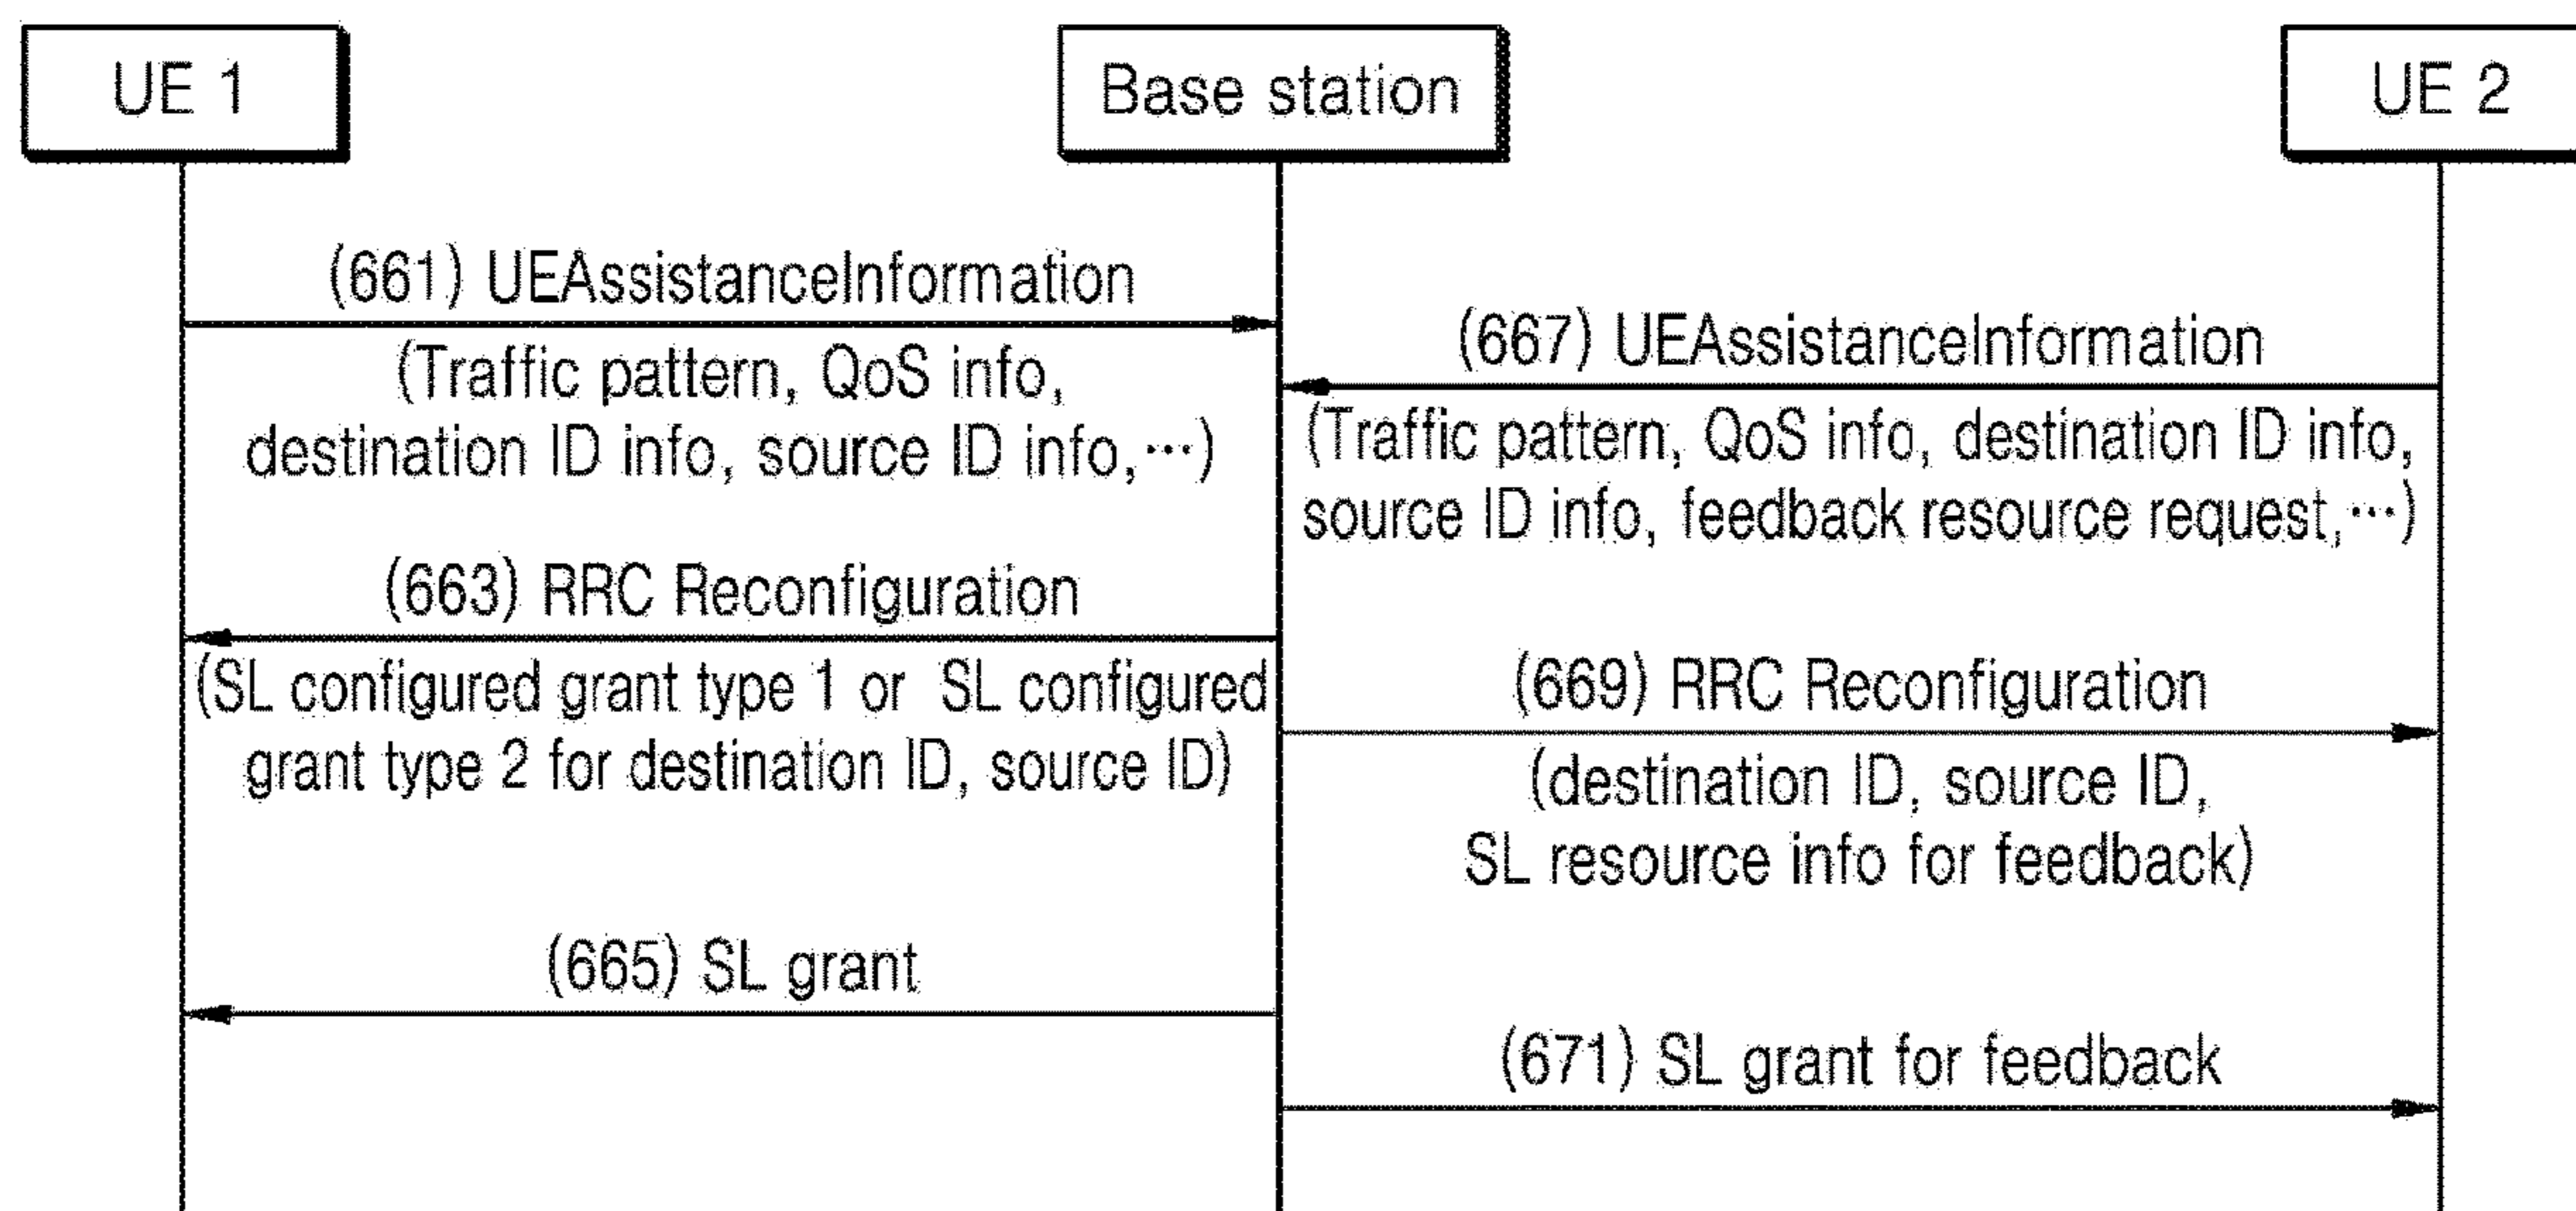 UE 1
Base station
UE 2
(661) UEAssistanceInformation
(Traffic pattern, QoS info,
destination ID info, source ID info,···)
(667) UEAssistanceInformation
(Traffic pattern, QoS info, destination ID info,
source ID info, feedback resource request,···)
(663) RRC Reconfiguration
(SL configured grant type 1 or SL configured
grant type 2 for destination ID, source ID)
(669) RRC Reconfiguration
(destination ID, source ID,
SL resource info for feedback)
(665) SL grant
(671) SL grant for feedback